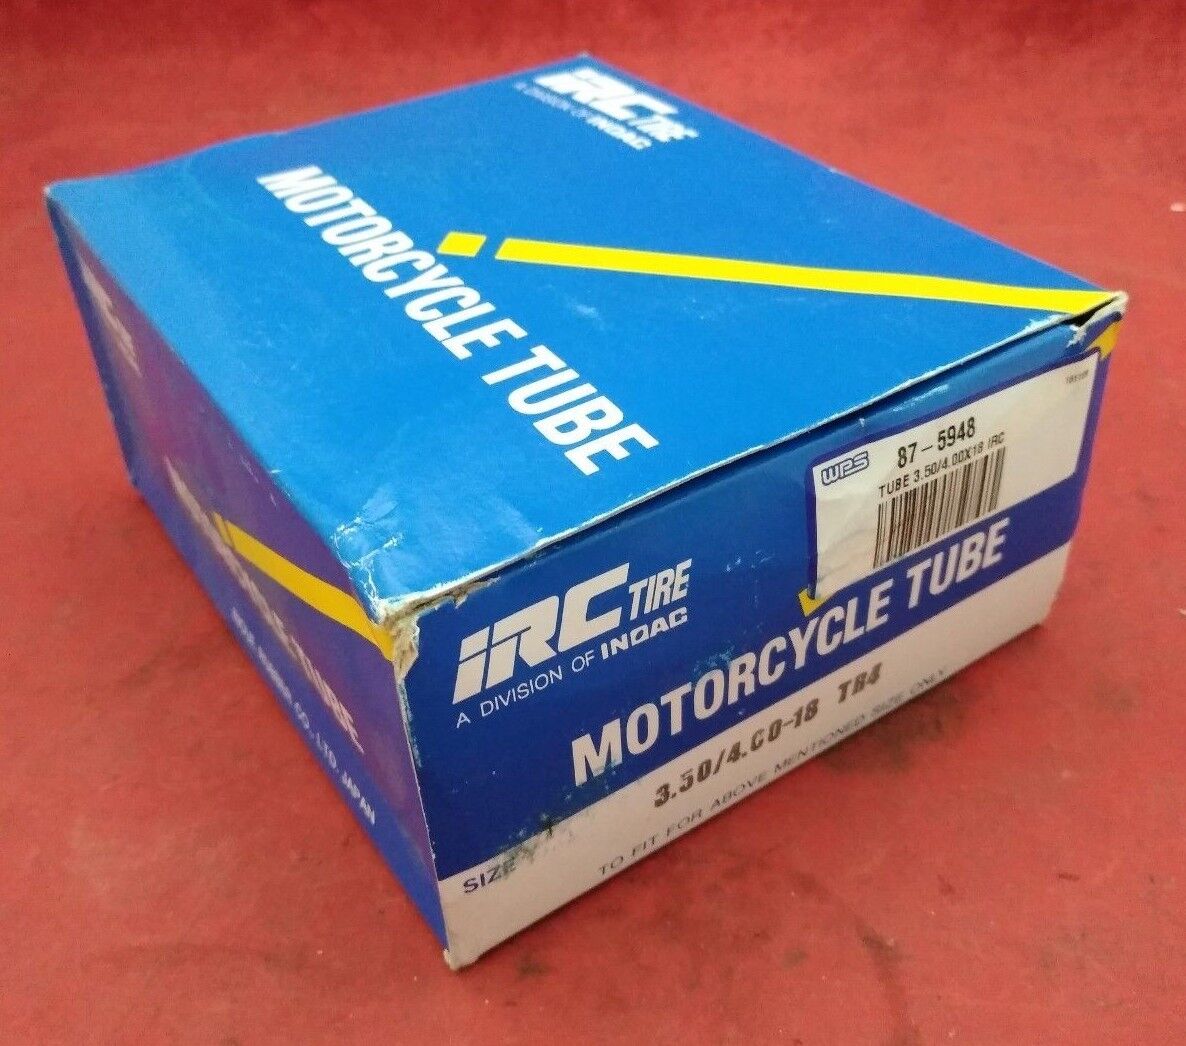 IRC TIRE
A DIVISION OF INOAC
MOTORCYCLE TUBE
WPS
87-5948
TUBE 3.50/4.00X18 IRC
IRC TIRE
A DIVISION OF INOAC
MOTORCYCLE TUBE
SIZE
3.50/4.00-18 TR4
TO FIT FOR ABOVE MENTIONED SIZE ONLY
IRC TIRE
MOTORCYCLE TUBE
CO., LTD. JAPAN